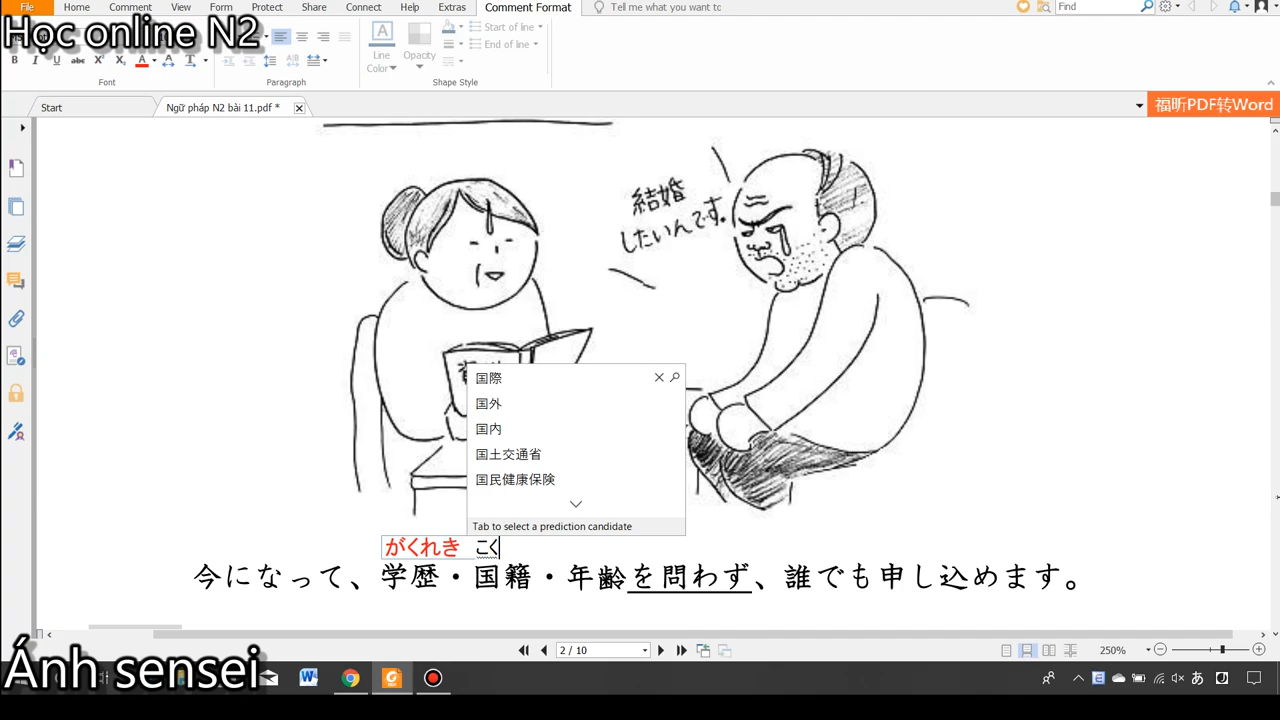 File Home Comment View Form Protect Share Connect Help Extras Comment Format Tell me what you want to Find
Học online N2
Line Color Opacity Start of line End of line
Font Paragraph Shape Style
Start Ngữ pháp N2 bài 11.pdf * 福昕PDF转Word
結婚
したいんです。
国際
国外
国内
国土交通省
国民健康保険
Tab to select a prediction candidate
がくれき こく
今になって、学歴・国籍・年齢を問わず、誰でも申し込めます。
2 / 10 250%
Ánh sensei